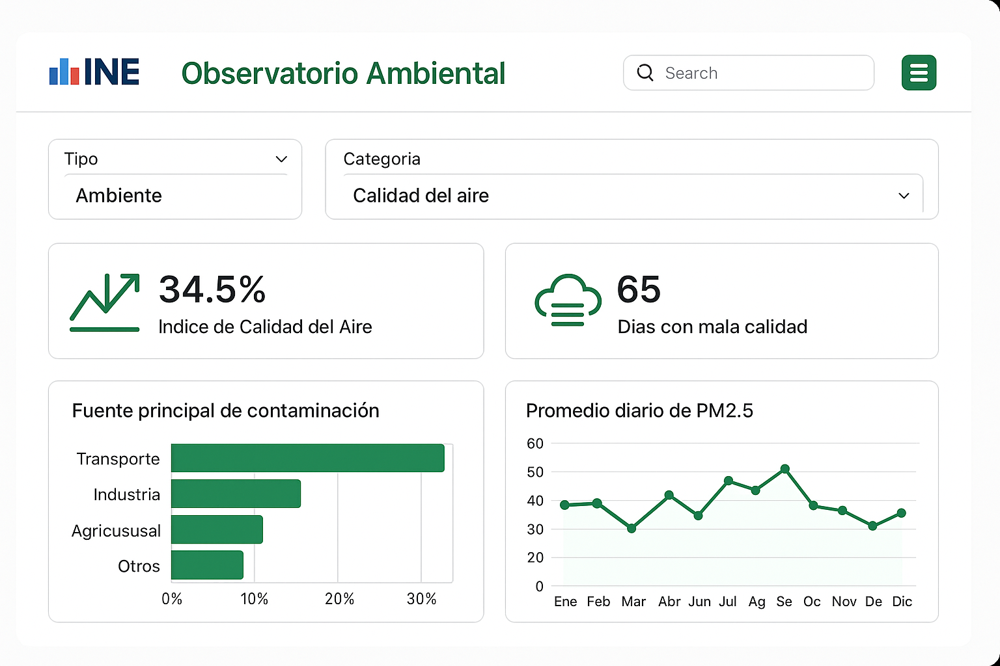 INE
Observatorio Ambiental
Search
Tipo
Ambiente
Categoria
Calidad del aire
34.5%
Indice de Calidad del Aire
65
Dias con mala calidad
Fuente principal de contaminación
Transporte
Industria
Agricususal
Otros
0% 10% 20% 30%
Promedio diario de PM2.5
60
50
40
30
20
0
Ene Feb Mar Abr Jun Jul Ag Se Oc Nov De Dic